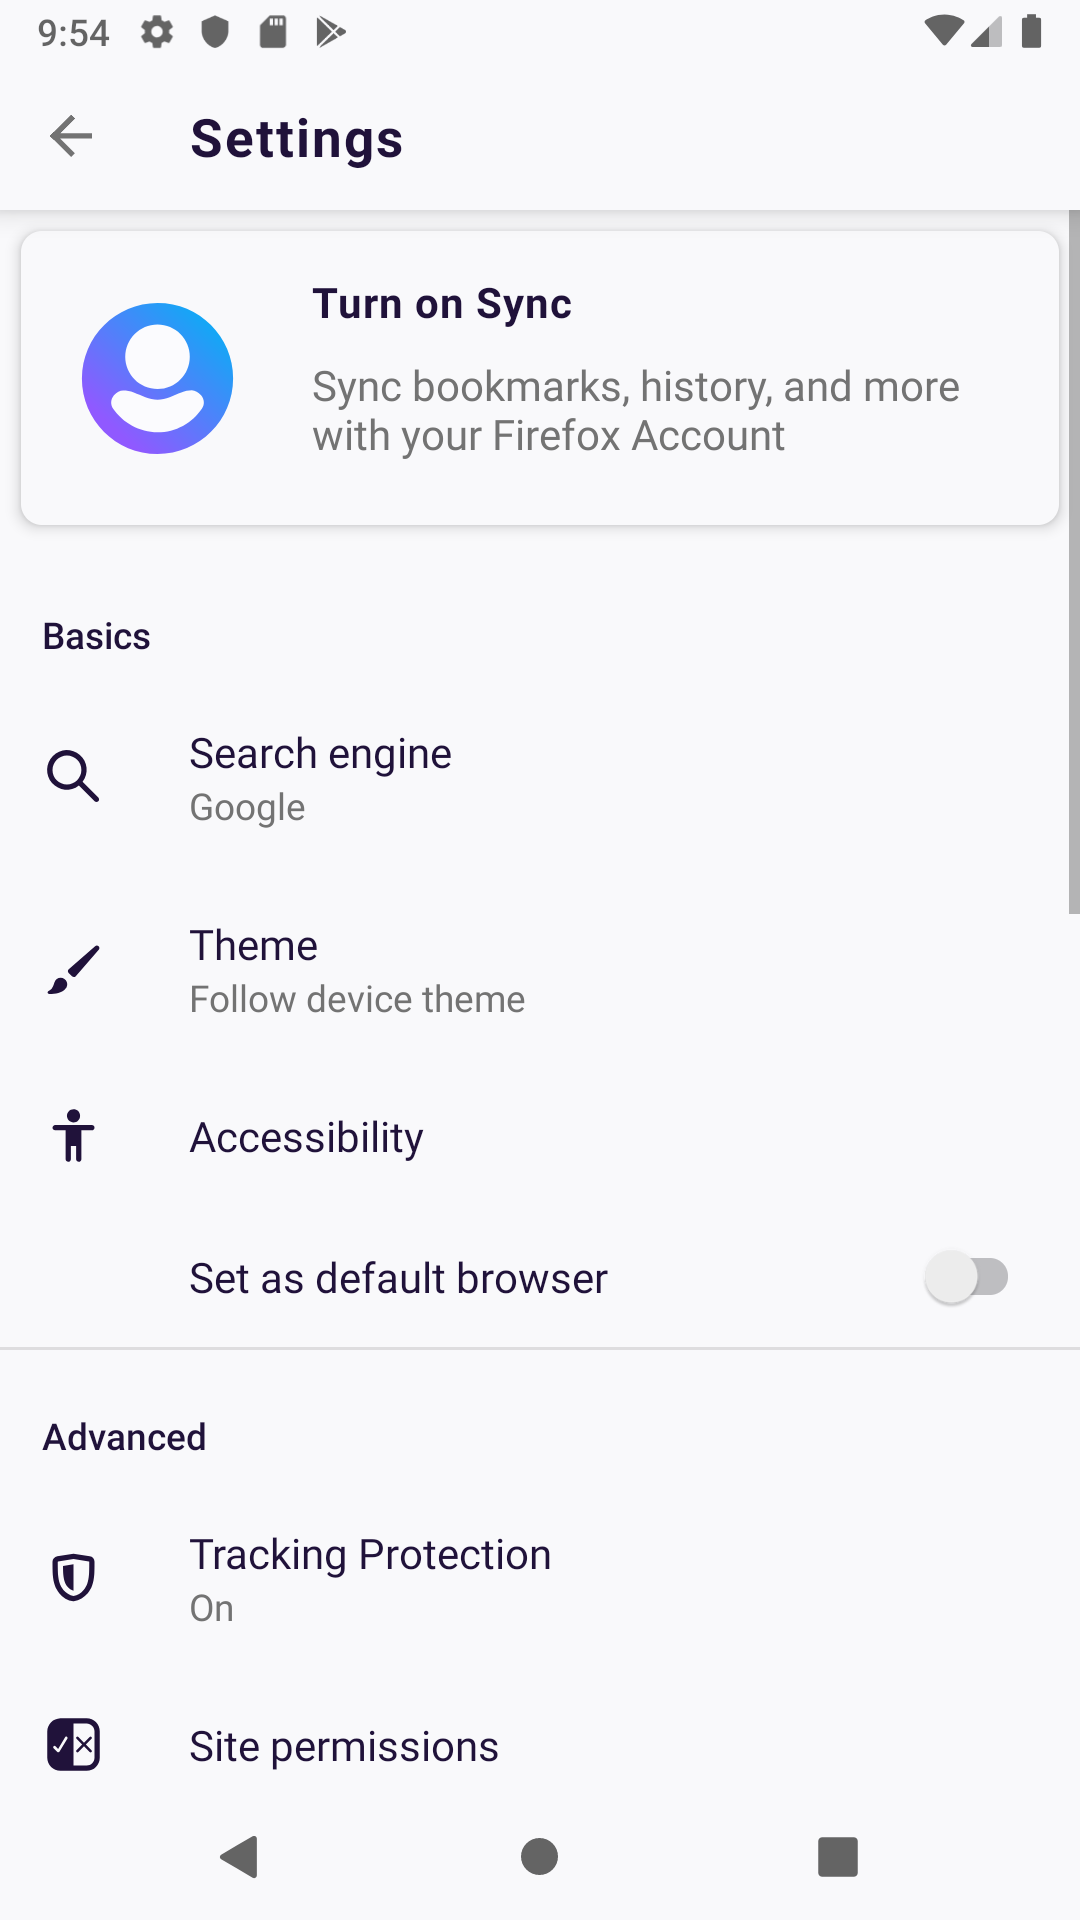 9:54
Settings
Turn on Sync
Sync bookmarks, history, and more
with your Firefox Account
Basics
Search engine
Google
Theme
Follow device theme
Accessibility
Set as default browser
Advanced
Tracking Protection
On
Site permissions